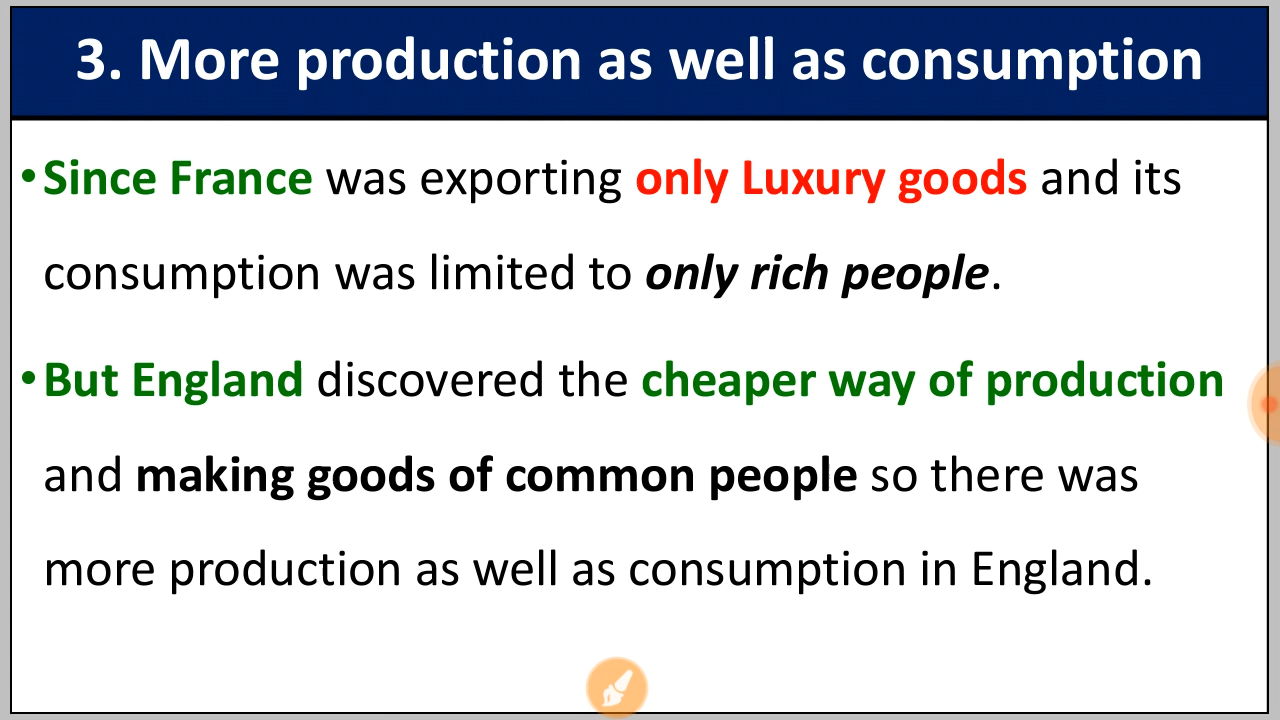 3. More production as well as consumption
•Since France was exporting only Luxury goods and its
consumption was limited to only rich people.
•But England discovered the cheaper way of production
and making goods of common people so there was
more production as well as consumption in England.